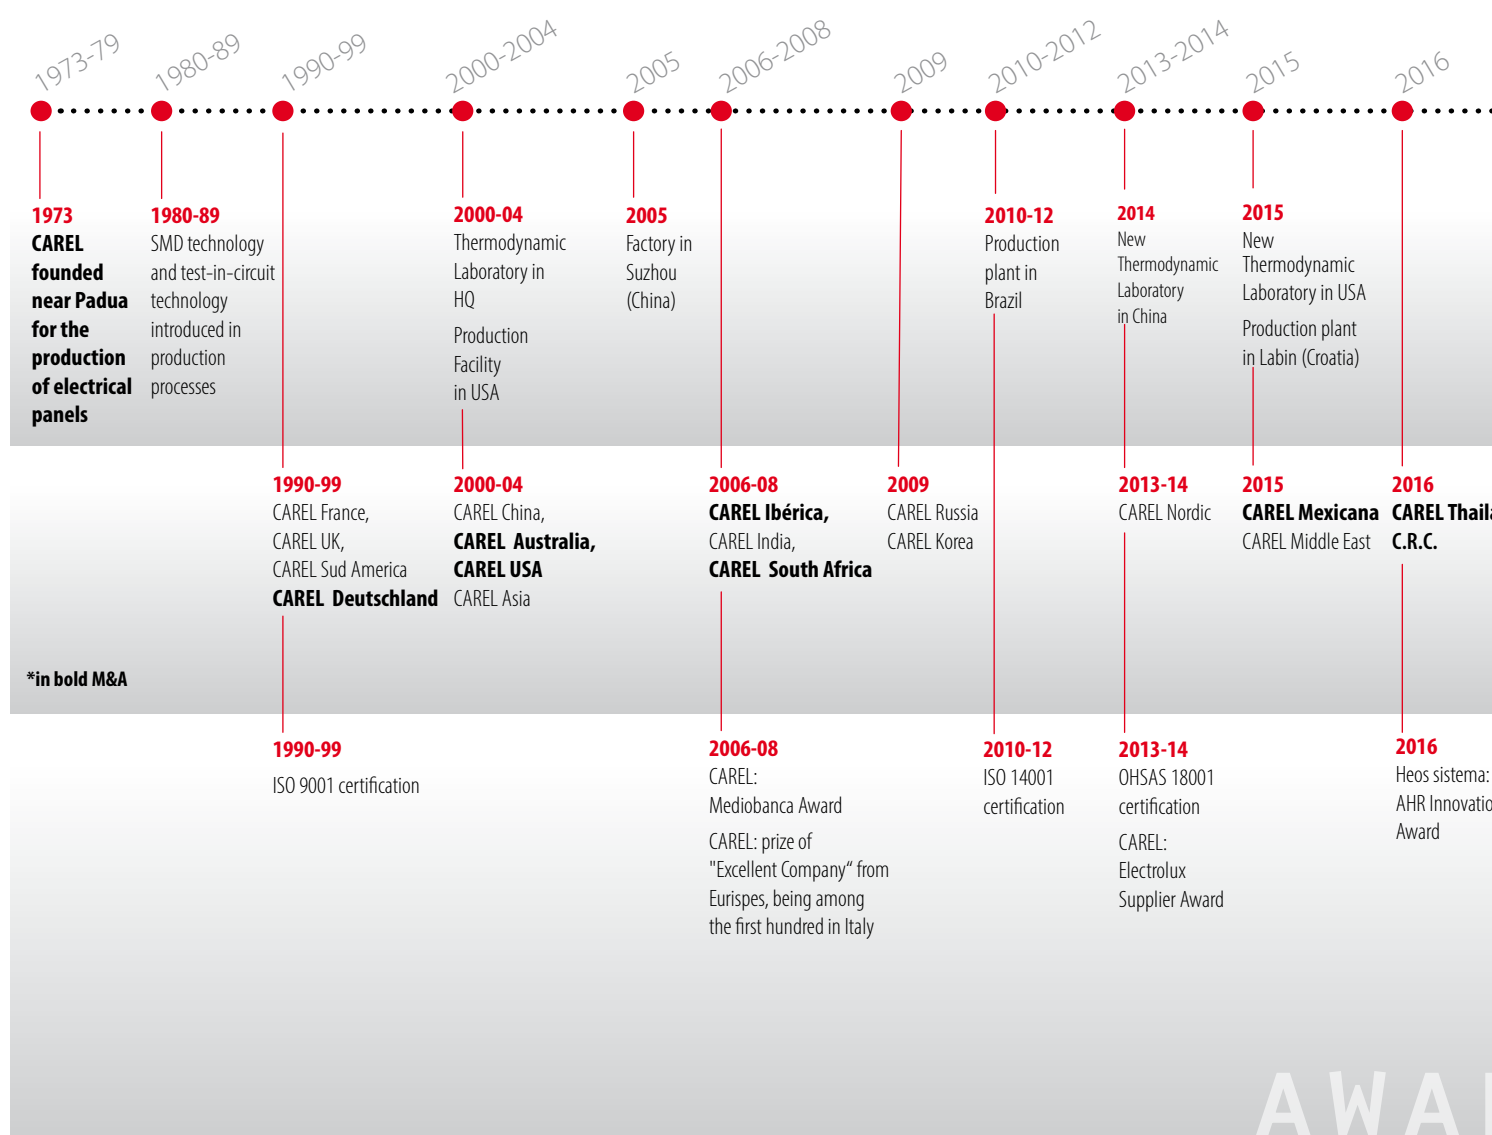 1973-79
1980-89
1990-99
2000-2004
2005
2006-2008
2009
2010-2012
2013-2014
2015
2016
1973
CAREL
founded
near Padua
for the
production
of electrical
panels
1980-89
SMD technology
and test-in-circuit
technology
introduced in
production
processes
2000-04
Thermodynamic
Laboratory in
HQ
Production
Facility
in USA
2005
Factory in
Suzhou
(China)
2010-12
Production
plant in
Brazil
2014
New
Thermodynamic
Laboratory
in China
2015
New
Thermodynamic
Laboratory in USA
Production plant
in Labin (Croatia)
1990-99
CAREL France,
CAREL UK,
CAREL Sud America
CAREL Deutschland
2000-04
CAREL China,
CAREL Australia,
CAREL USA
CAREL Asia
2006-08
CAREL Ibérica,
CAREL India,
CAREL South Africa
2009
CAREL Russia
CAREL Korea
2013-14
CAREL Nordic
2015
CAREL Mexicana
CAREL Middle East
2016
CAREL
C.R.C.
*in bold M&A
1990-99
ISO 9001 certification
2006-08
CAREL:
Mediobanca Award
CAREL: prize of
"Excellent Company“ from
Eurispes, being among
the first hundred in Italy
2010-12
ISO 14001
certification
2013-14
OHSAS 18001
certification
CAREL:
Electrolux
Supplier Award
2016
Heos sistema:
AHR
Award